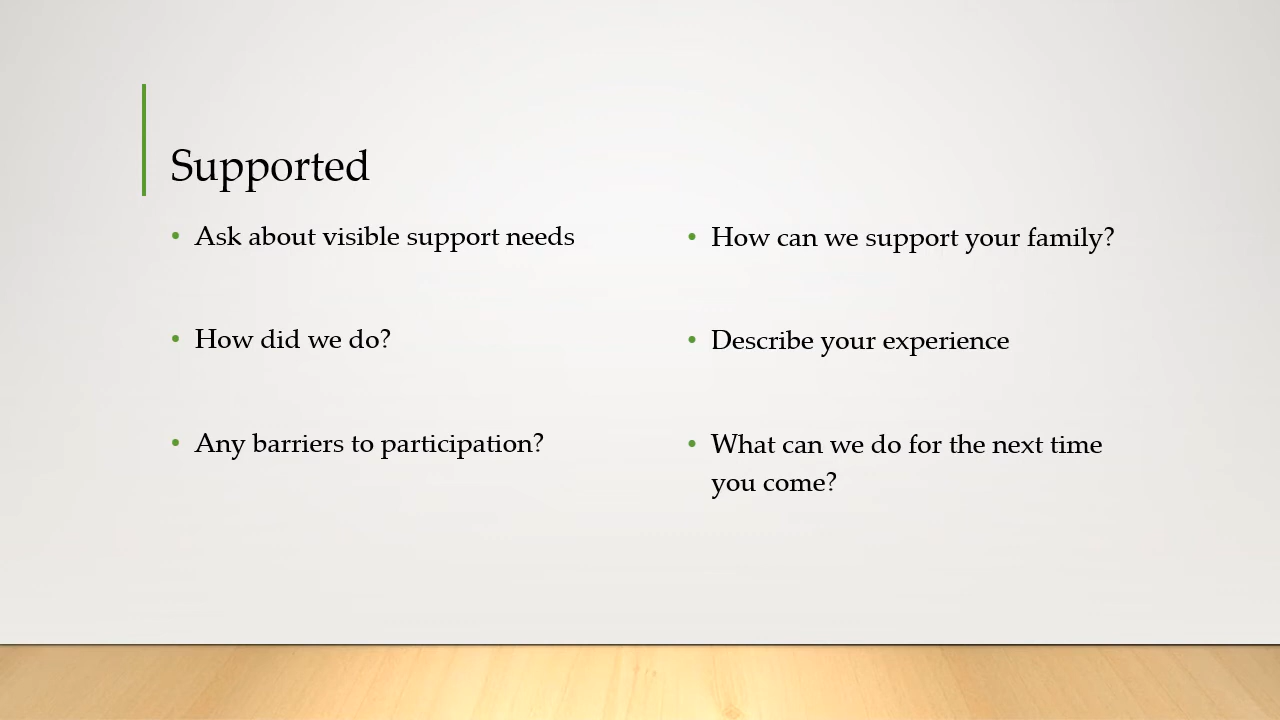 Supported
• Ask about visible support needs
• How did we do?
• Any barriers to participation?
• How can we support your family?
• Describe your experience
• What can we do for the next time
you come?